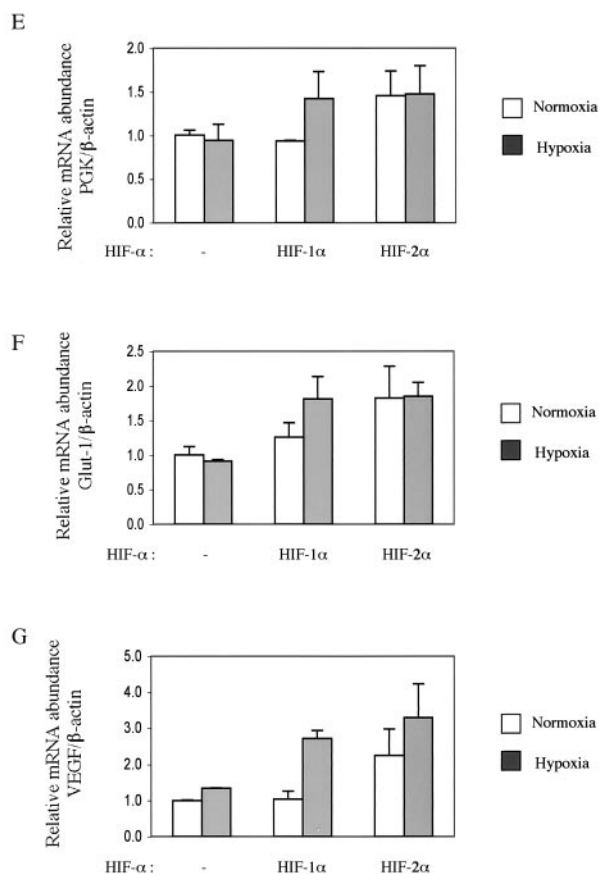 E
Relative mRNA abundance
PGK/β-actin
2.0
1.5
1.0
0.5
0.0
HIF-α : - HIF-1α HIF-2α
Normoxia
Hypoxia
F
Relative mRNA abundance
Glut-1/β-actin
2.5
2.0
1.5
1.0
0.5
0.0
HIF-α : - HIF-1α HIF-2α
Normoxia
Hypoxia
G
Relative mRNA abundance
VEGF/β-actin
5.0
4.0
3.0
2.0
1.0
0.0
HIF-α : - HIF-1α HIF-2α
Normoxia
Hypoxia